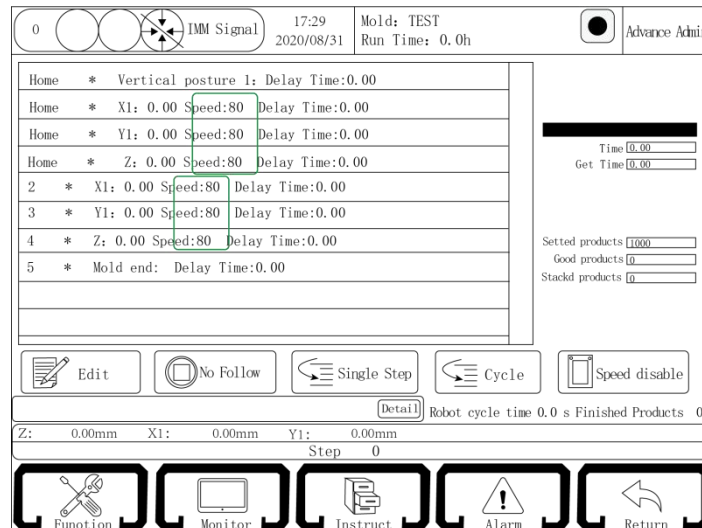 0 IMM Signal 17:29 2020/08/31 Mold: TEST Run Time: 0.0h Advance Admi
Home * Vertical posture 1: Delay Time:0.00
Home * X1: 0.00 Speed:80 Delay Time:0.00
Home * Y1: 0.00 Speed:80 Delay Time:0.00
Home * Z: 0.00 Speed:80 Delay Time:0.00
2 * X1: 0.00 Speed:80 Delay Time:0.00
3 * Y1: 0.00 Speed:80 Delay Time:0.00
4 * Z: 0.00 Speed:80 Delay Time:0.00
5 * Mold end: Delay Time:0.00
Time 0.00
Get Time 0.00
Setted products 1000
Good products 0
Stackd products 0
Edit No Follow Single Step Cycle Speed disable
Detail Robot cycle time 0.0 s Finished Products 0
Z: 0.00mm X1: 0.00mm Y1: 0.00mm
Step 0
Funotion Monitor Instruct Alarm Return